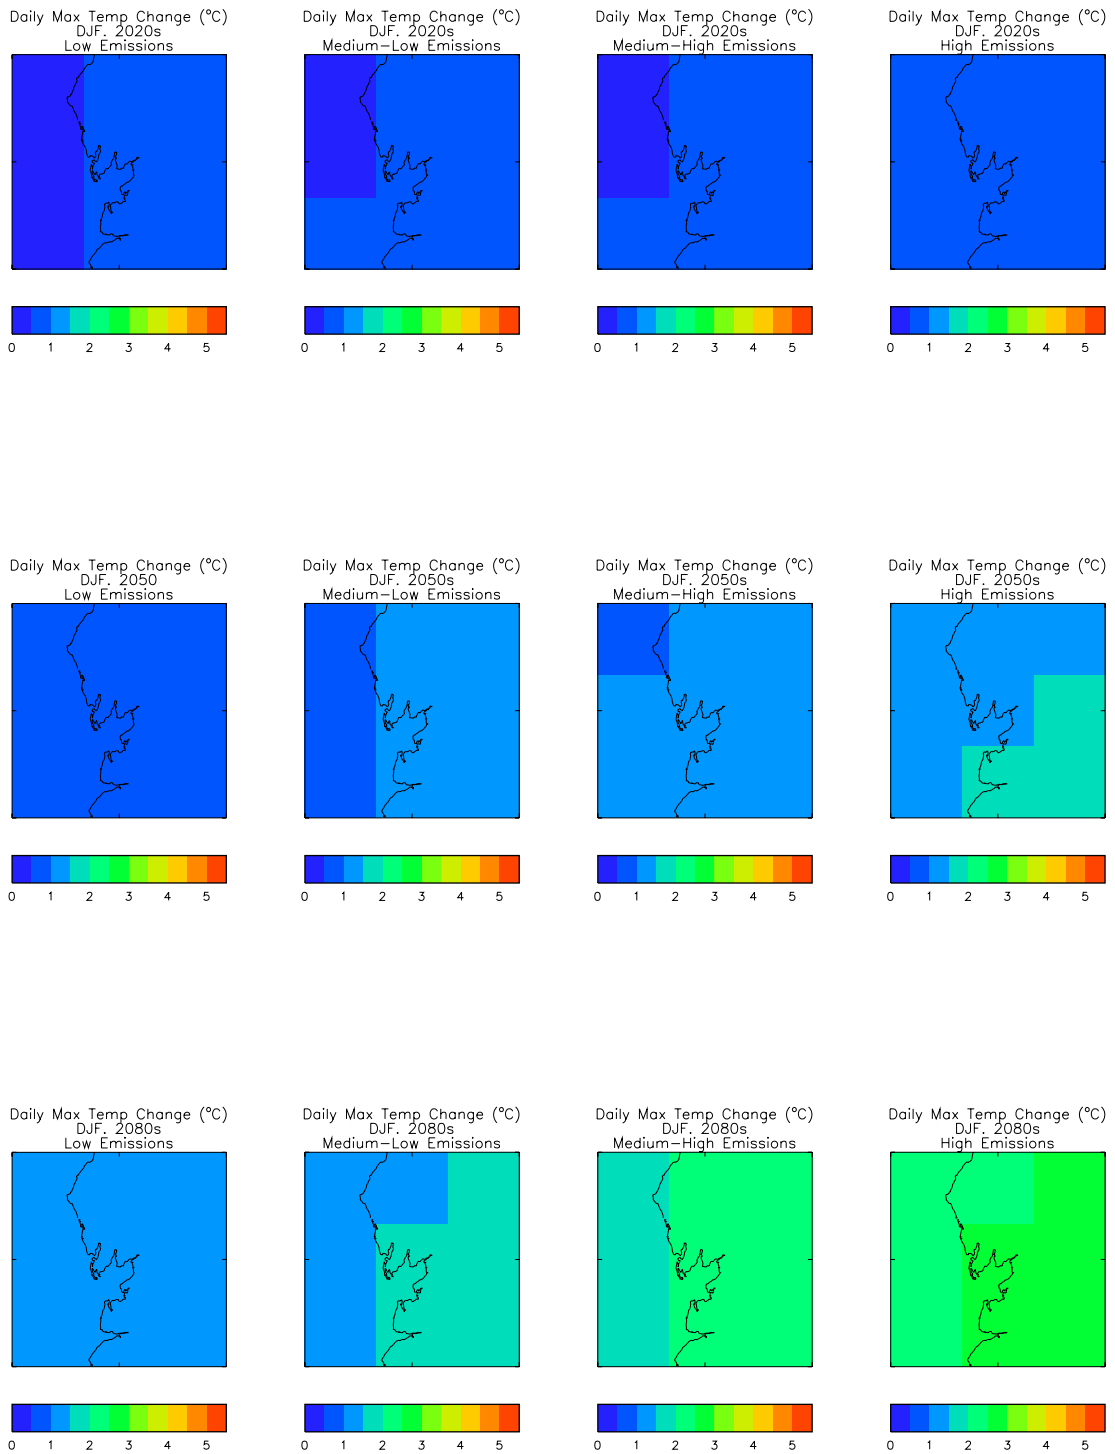 Daily Max Temp Change (°C)
DJF. 2020s
Low Emissions
Daily Max Temp Change (°C)
DJF. 2020s
Medium-Low Emissions
Daily Max Temp Change (°C)
DJF. 2020s
Medium-High Emissions
Daily Max Temp Change (°C)
DJF. 2020s
High Emissions
0 1 2 3 4 5
0 1 2 3 4 5
0 1 2 3 4 5
0 1 2 3 4 5
Daily Max Temp Change (°C)
DJF. 2050
Low Emissions
Daily Max Temp Change (°C)
DJF. 2050s
Medium-Low Emissions
Daily Max Temp Change (°C)
DJF. 2050s
Medium-High Emissions
Daily Max Temp Change (°C)
DJF. 2050s
High Emissions
0 1 2 3 4 5
0 1 2 3 4 5
0 1 2 3 4 5
0 1 2 3 4 5
Daily Max Temp Change (°C)
DJF. 2080s
Low Emissions
Daily Max Temp Change (°C)
DJF. 2080s
Medium-Low Emissions
Daily Max Temp Change (°C)
DJF. 2080s
Medium-High Emissions
Daily Max Temp Change (°C)
DJF. 2080s
High Emissions
0 1 2 3 4 5
0 1 2 3 4 5
0 1 2 3 4 5
0 1 2 3 4 5